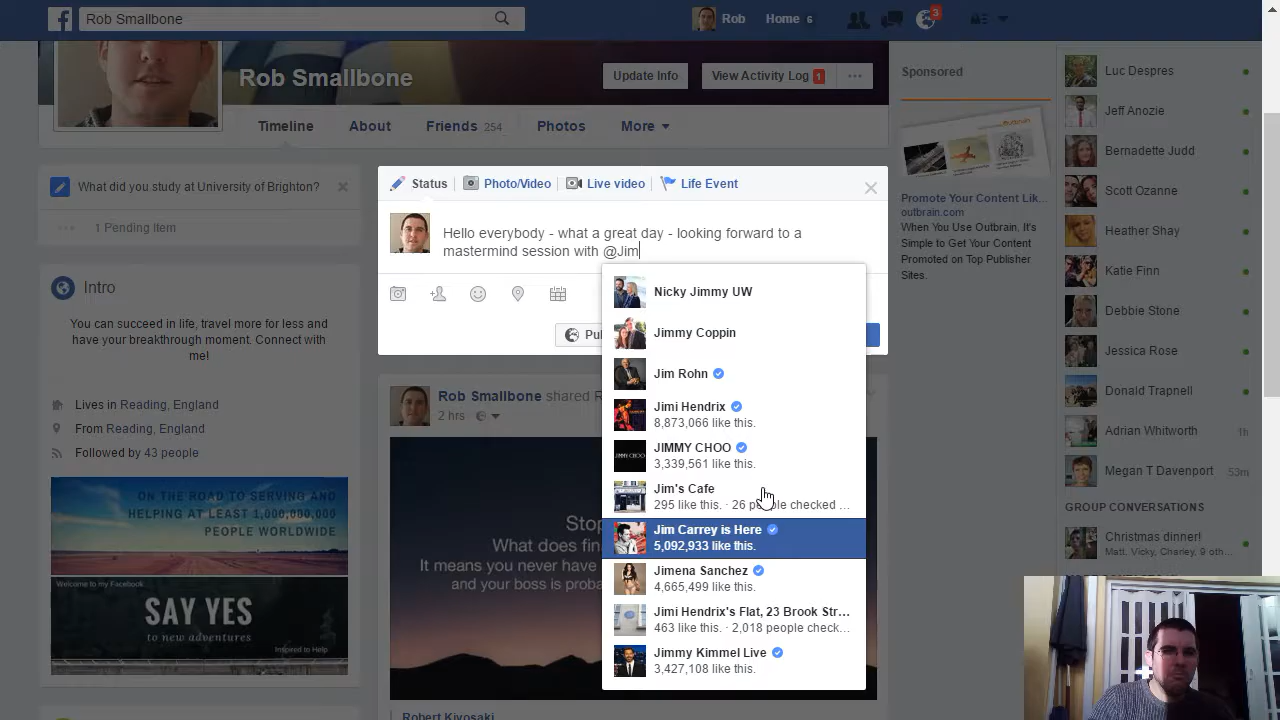 Rob Smallbone
Rob
Home 6
3
Rob Smallbone
Update Info
View Activity Log 1
...
Timeline
About
Friends 254
Photos
More
What did you study at University of Brighton?
1 Pending Item
Intro
You can succeed in life, travel more for less and
have your breakthrough moment. Connect with
me!
Lives in Reading, England
From Reading, England
Followed by 43 people
ON THE ROAD TO SERVING AND
HELPING AT LEAST 1,000,000,000
PEOPLE WORLDWIDE
Welcome to my Facebook
SAY YES
to new adventures
Inspired to Help
Status
Photo/Video
Live video
Life Event
Hello everybody - what a great day - looking forward to a
mastermind session with @Jim
Nicky Jimmy UW
Jimmy Coppin
Jim Rohn
Jimi Hendrix
8,873,066 like this.
JIMMY CHOO
3,339,561 like this.
Jim's Cafe
295 like this. · 26 people checked ...
Jim Carrey is Here
5,092,933 like this.
Jimena Sanchez
4,665,499 like this.
Jimi Hendrix's Flat, 23 Brook Str...
463 like this. · 2,018 people check...
Jimmy Kimmel Live
3,427,108 like this.
Rob Smallbone shared R
2 hrs
Stop
What does fin
It means you never have
and your boss is proba
Robert Kiyosaki
Sponsored
Promote Your Content Lik...
outbrain.com
When You Use Outbrain, It's
Simple to Get Your Content
Promoted on Top Publisher
Sites.
Luc Despres
Jeff Anozie
Bernadette Judd
Scott Ozanne
Heather Shay
Katie Finn
Debbie Stone
Jessica Rose
Donald Trapnell
Adrian Whitworth 1h
Megan T Davenport 53m
GROUP CONVERSATIONS
Christmas dinner!
Matt, Vicky, Charley, 9 oth...